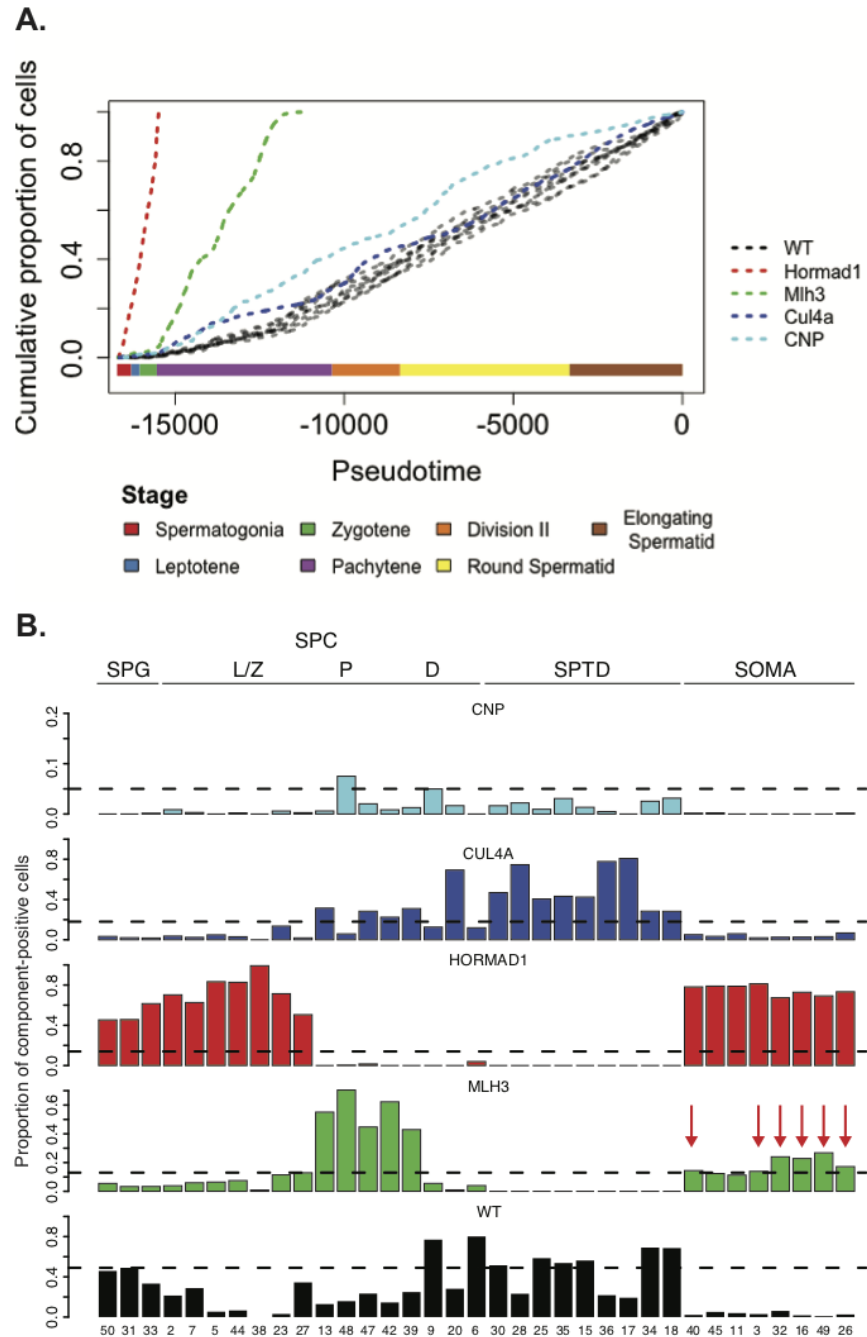 A.
Cumulative proportion of cells
0.0 0.4 0.8
-15000 -10000 -5000 0
Pseudotime
WT
Hormad1
Mlh3
Cul4a
CNP
Stage
Spermatogonia Zygotene Division II Elongating Spermatid
Leptotene Pachytene Round Spermatid
B.
SPC
SPG L/Z P D SPTD SOMA
Proportion of component-positive cells
CNP
0.0 0.1 0.2
CUL4A
0.0 0.4 0.8
HORMAD1
0.0 0.4 0.8
MLH3
0.0 0.2 0.4 0.6
WT
0.0 0.4 0.8
50 31 33 2 7 5 44 38 23 27 13 48 47 42 39 9 20 6 30 28 25 35 15 36 17 34 18 40 45 11 3 32 16 49 26